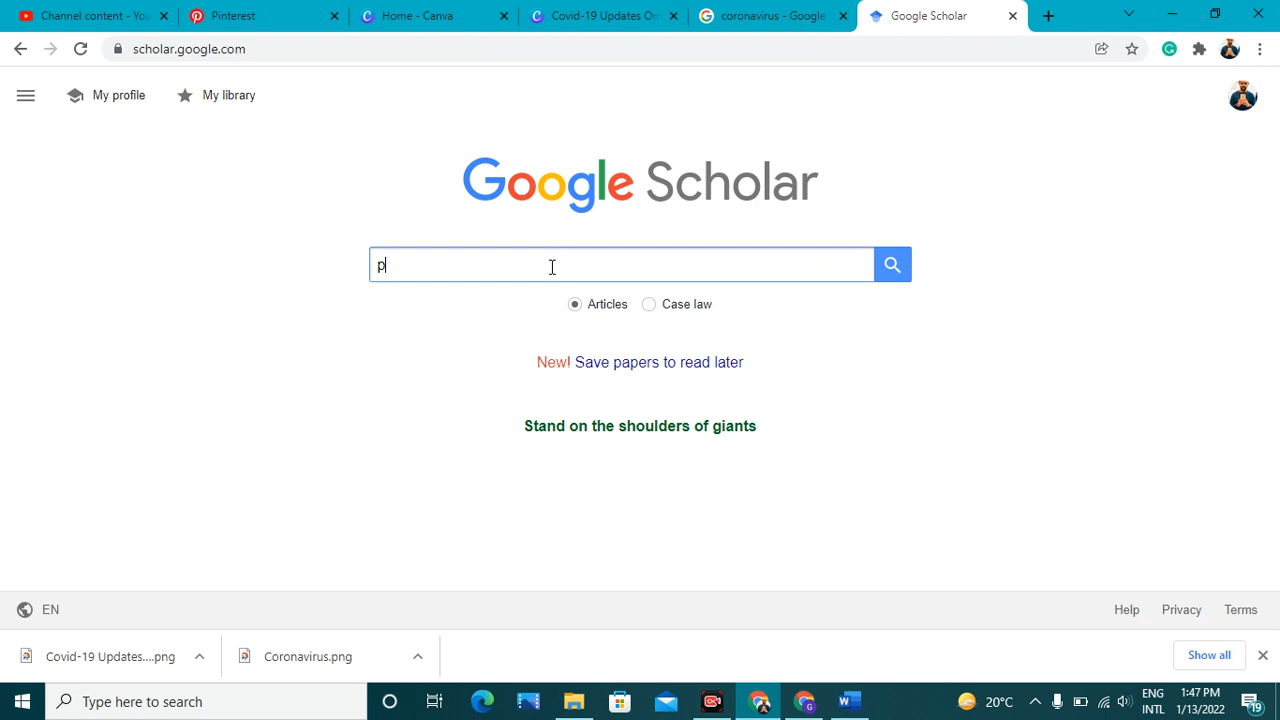 Channel content - You
Pinterest
Home - Canva
Covid-19 Updates On
coronavirus - Google
Google Scholar
scholar.google.com
My profile
My library
Google Scholar
p
Articles
Case law
New! Save papers to read later
Stand on the shoulders of giants
EN
Help
Privacy
Terms
Covid-19 Updates....png
Coronavirus.png
Show all
Type here to search
20°C
ENG
INTL
1:47 PM
1/13/2022
19